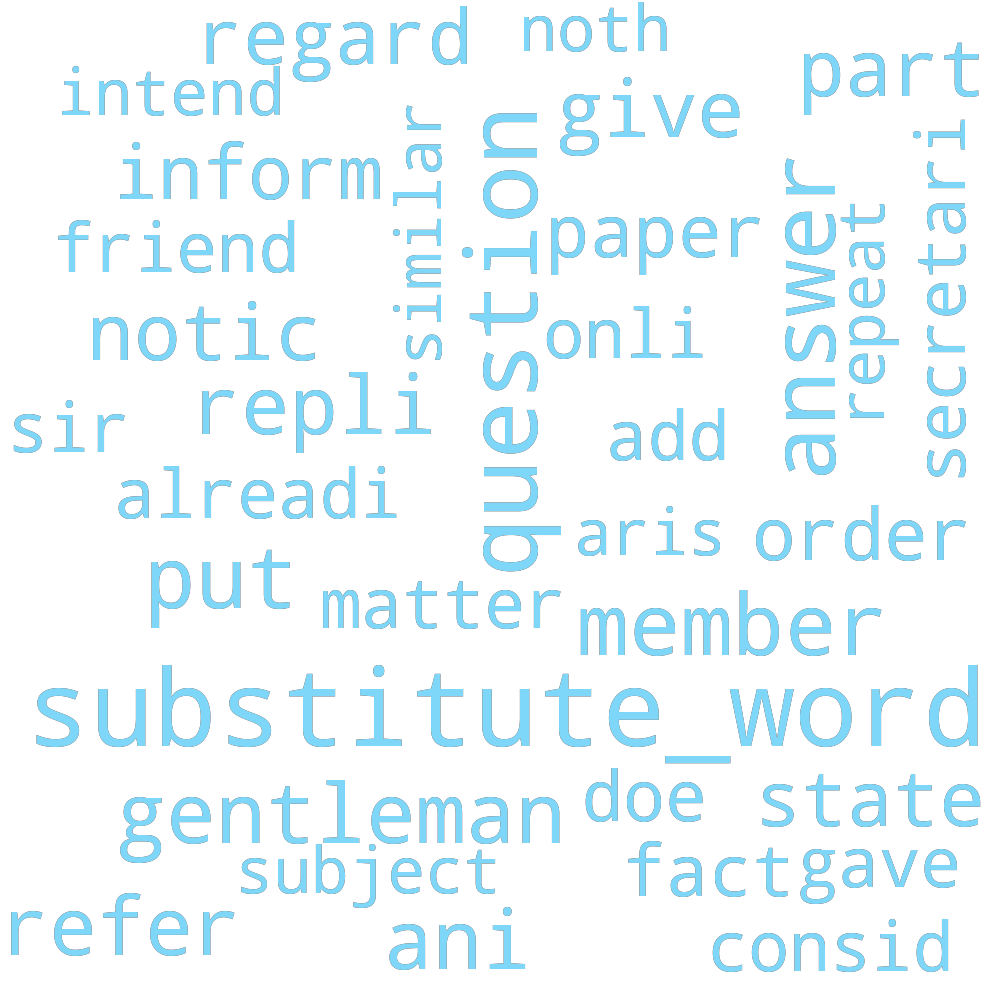 regard
noth
part
intend
give
inform
similar
question
answer
secretari
friend
paper
repeat
notic
onli
repli
sir
add
alreadi
aris
order
put
matter
member
substitute_word
gentleman
doe
state
subject
fact
gave
refer
ani
consid